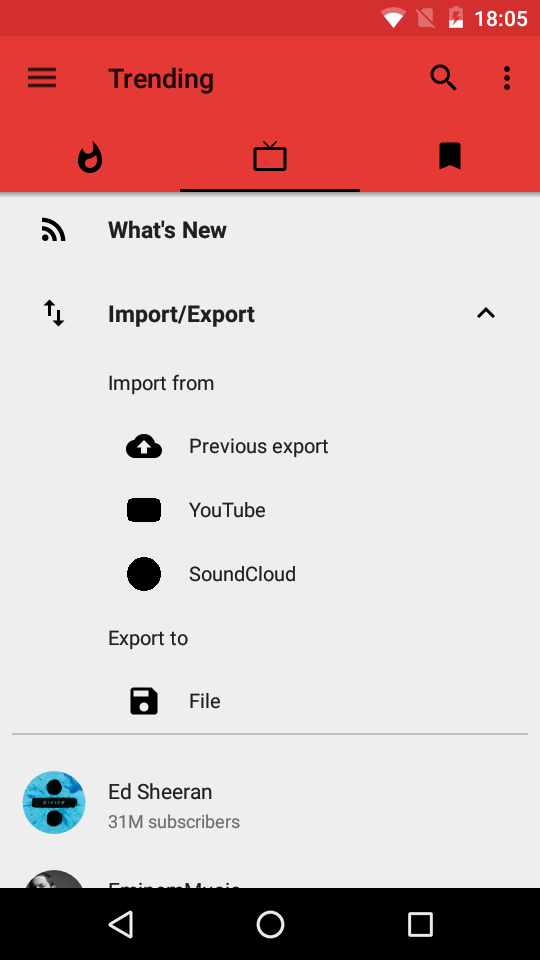 18:05
Trending
What's New
Import/Export
Import from
Previous export
YouTube
SoundCloud
Export to
File
Ed Sheeran
31M subscribers
EminemMusic